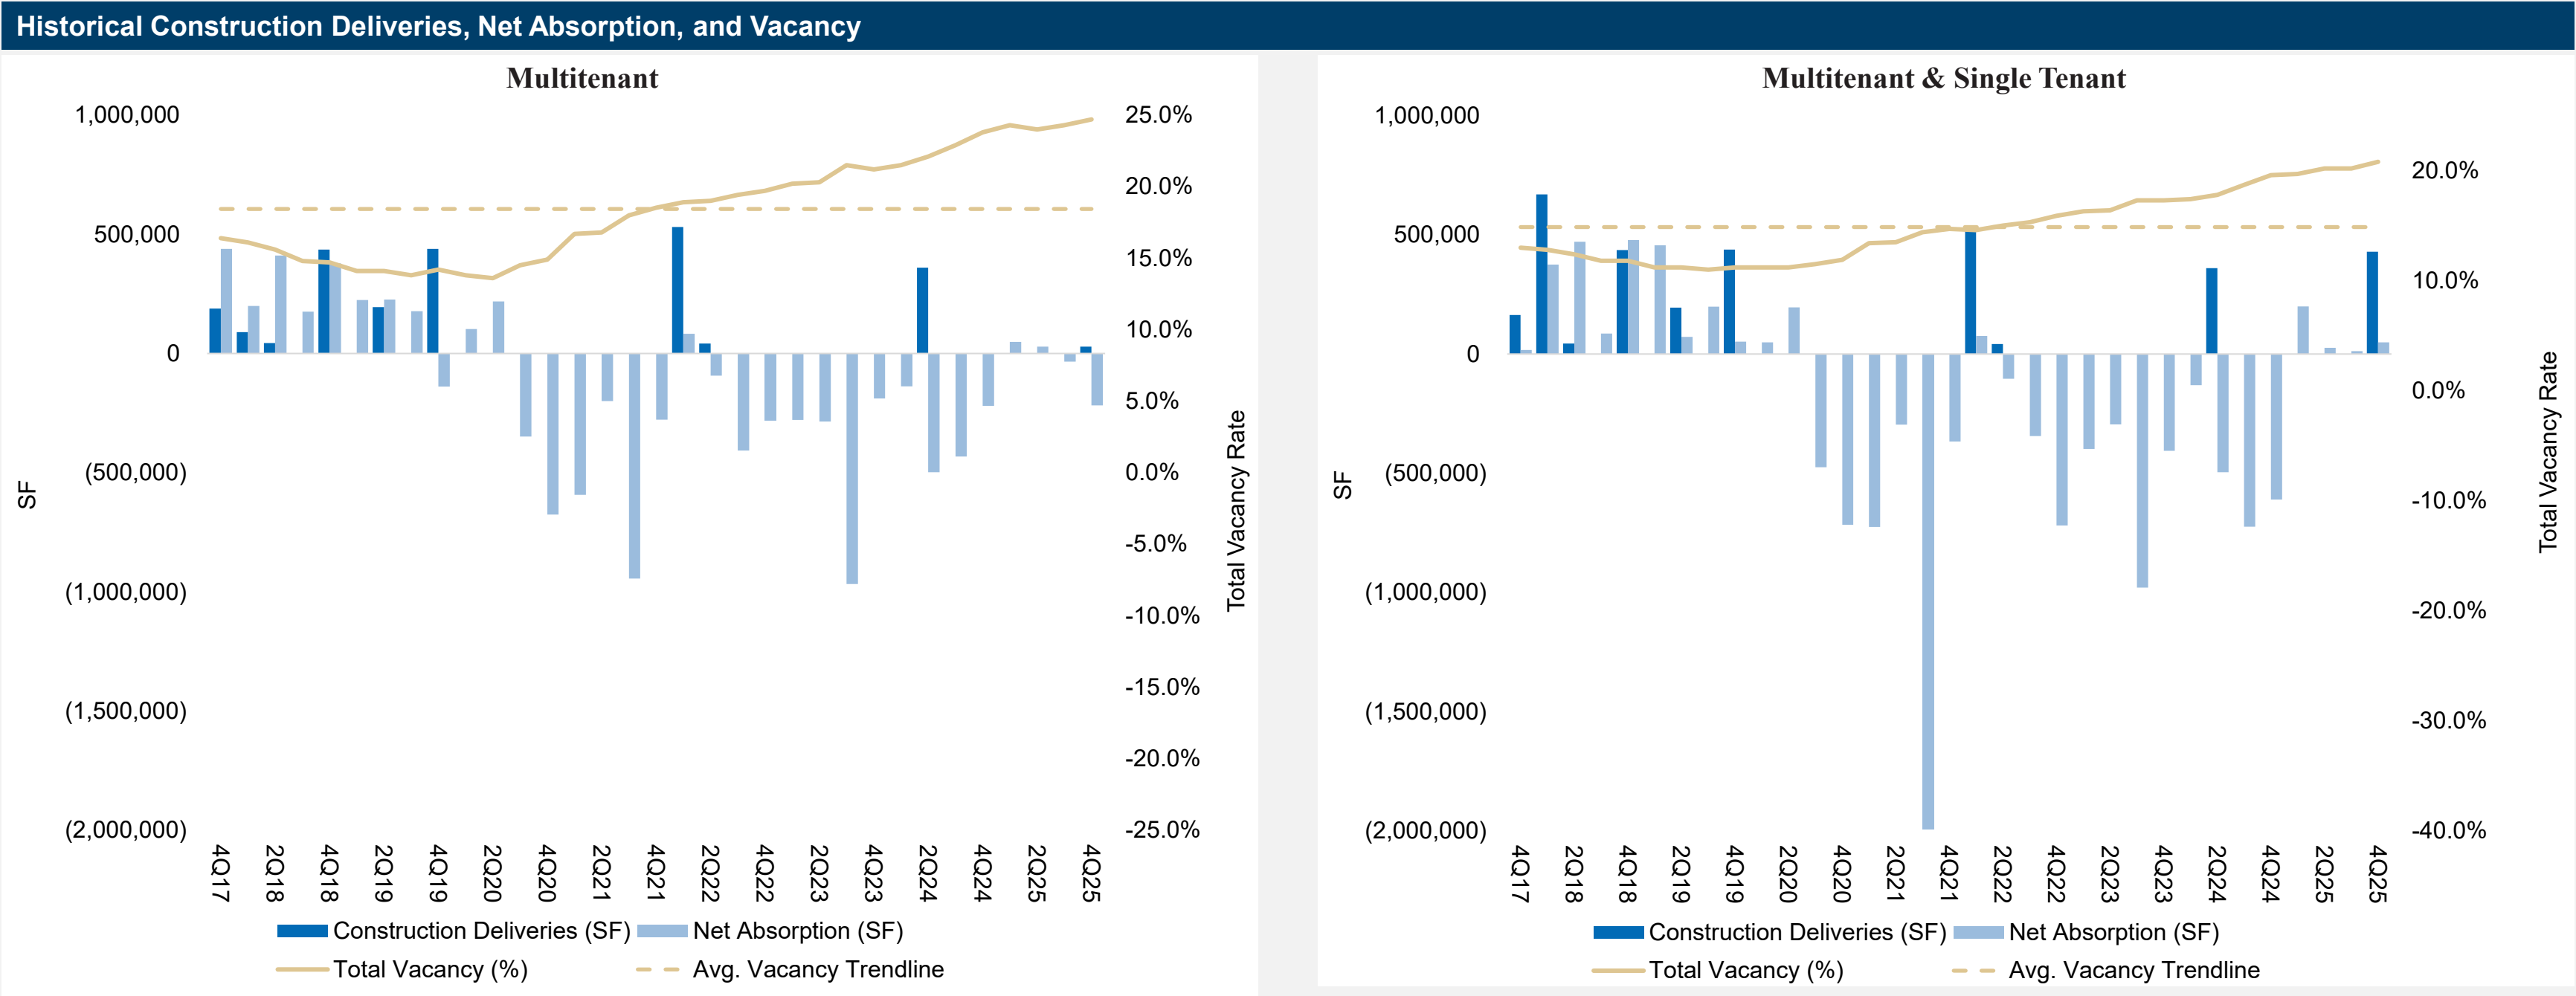 Historical Construction Deliveries, Net Absorption, and Vacancy
Multitenant
1,000,000
500,000
0
(500,000)
(1,000,000)
(1,500,000)
(2,000,000)
SF
25.0%
20.0%
15.0%
10.0%
5.0%
0.0%
-5.0%
-10.0%
-15.0%
-20.0%
-25.0%
Total Vacancy Rate
4Q17
2Q18
4Q18
2Q19
4Q19
2Q20
4Q20
2Q21
4Q21
2Q22
4Q22
2Q23
4Q23
2Q24
4Q24
2Q25
4Q25
Construction Deliveries (SF)
Net Absorption (SF)
Total Vacancy (%)
Avg. Vacancy Trendline
Multitenant & Single Tenant
1,000,000
500,000
0
(500,000)
(1,000,000)
(1,500,000)
(2,000,000)
SF
20.0%
10.0%
0.0%
-10.0%
-20.0%
-30.0%
-40.0%
Total Vacancy Rate
4Q17
2Q18
4Q18
2Q19
4Q19
2Q20
4Q20
2Q21
4Q21
2Q22
4Q22
2Q23
4Q23
2Q24
4Q24
2Q25
4Q25
Construction Deliveries (SF)
Net Absorption (SF)
Total Vacancy (%)
Avg. Vacancy Trendline